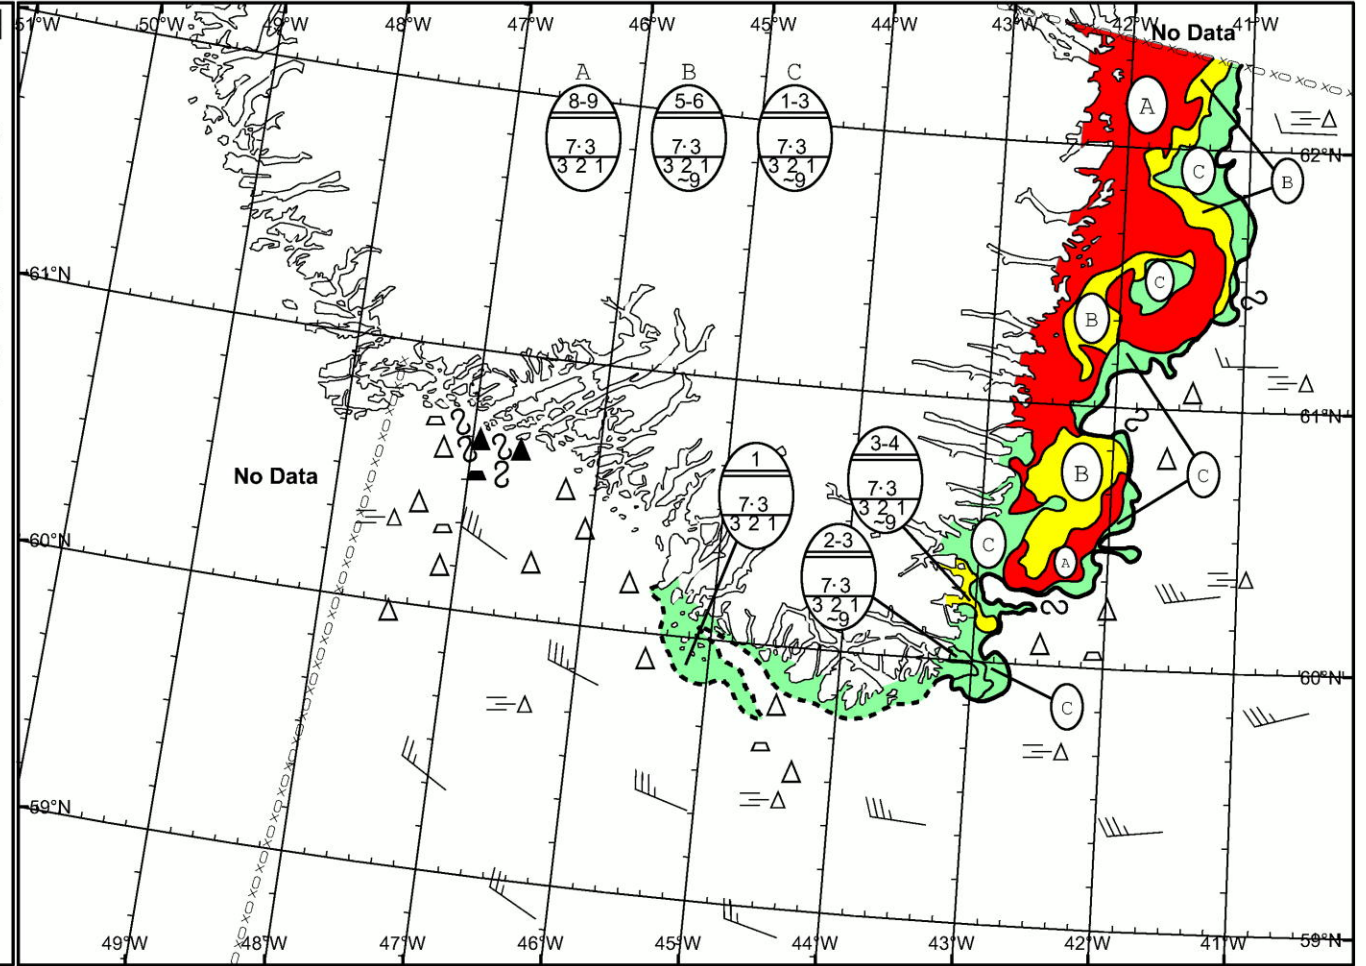 51°W 50°W 49°W 48°W 47°W 46°W 45°W 44°W 43°W 42°W 41°W
No Data
A B C
8-9 5-6 1-3
7·3 7·3 7·3
3 2 1 3 2 1 3 2 1
~9 ~9
A
62°N
C
B
61°N
C
B
61°N
1
7·3
3 2 1
3-4
7·3
3 2 1
~9
B
C
No Data
60°N
2-3
7·3
3 2 1
~9
C
A
60°N
C
59°N
49°W 48°W 47°W 46°W 45°W 44°W 43°W 42°W 41°W 59°N